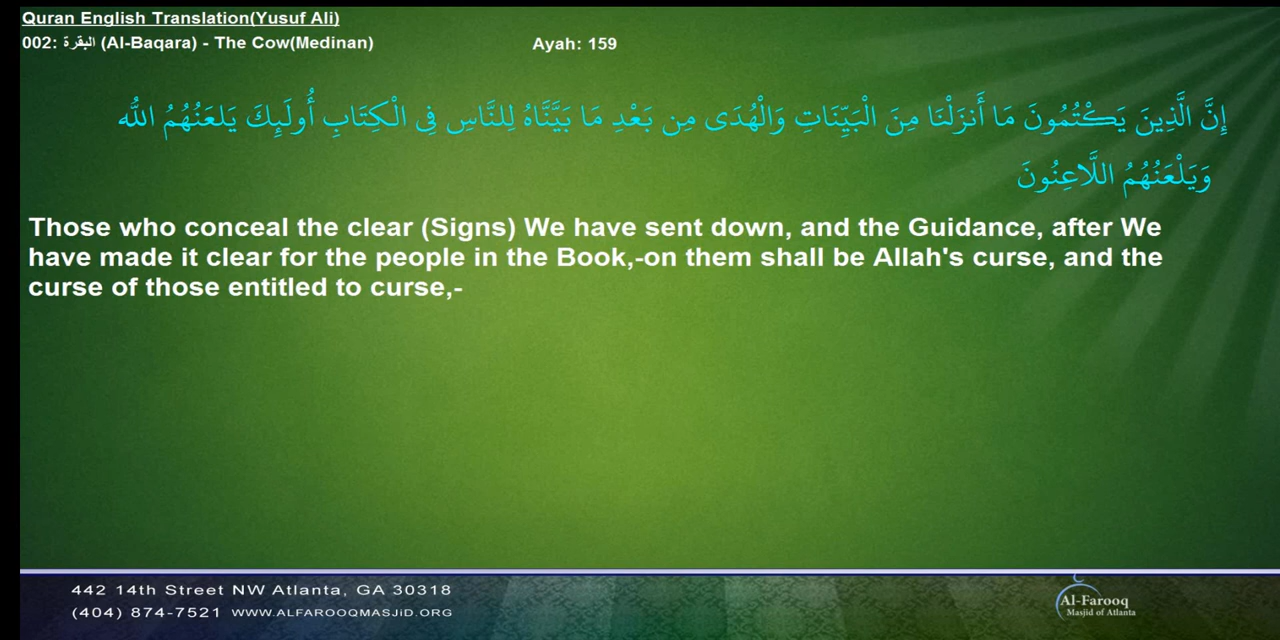 Quran English Translation(Yusuf Ali)
002: البقرة (Al-Baqara) - The Cow(Medinan)
Ayah: 159
إِنَّ الَّذِينَ يَكْتُمُونَ مَا أَنزَلْنَا مِنَ الْبَيِّنَاتِ وَالْهُدَى مِن بَعْدِ مَا بَيَّنَّاهُ لِلنَّاسِ فِي الْكِتَابِ أُولَئِكَ يَلعَنُهُمُ اللَّه
وَيَلْعَنُهُمُ اللَّاعِنُونَ
Those who conceal the clear (Signs) We have sent down, and the Guidance, after We
have made it clear for the people in the Book,-on them shall be Allah's curse, and the
curse of those entitled to curse,-
442 14th Street NW Atlanta, GA 30318
(404) 874-7521 WWW.ALFAROOQMASJiD.ORG
Al-Farooq
Masjid of Atlanta